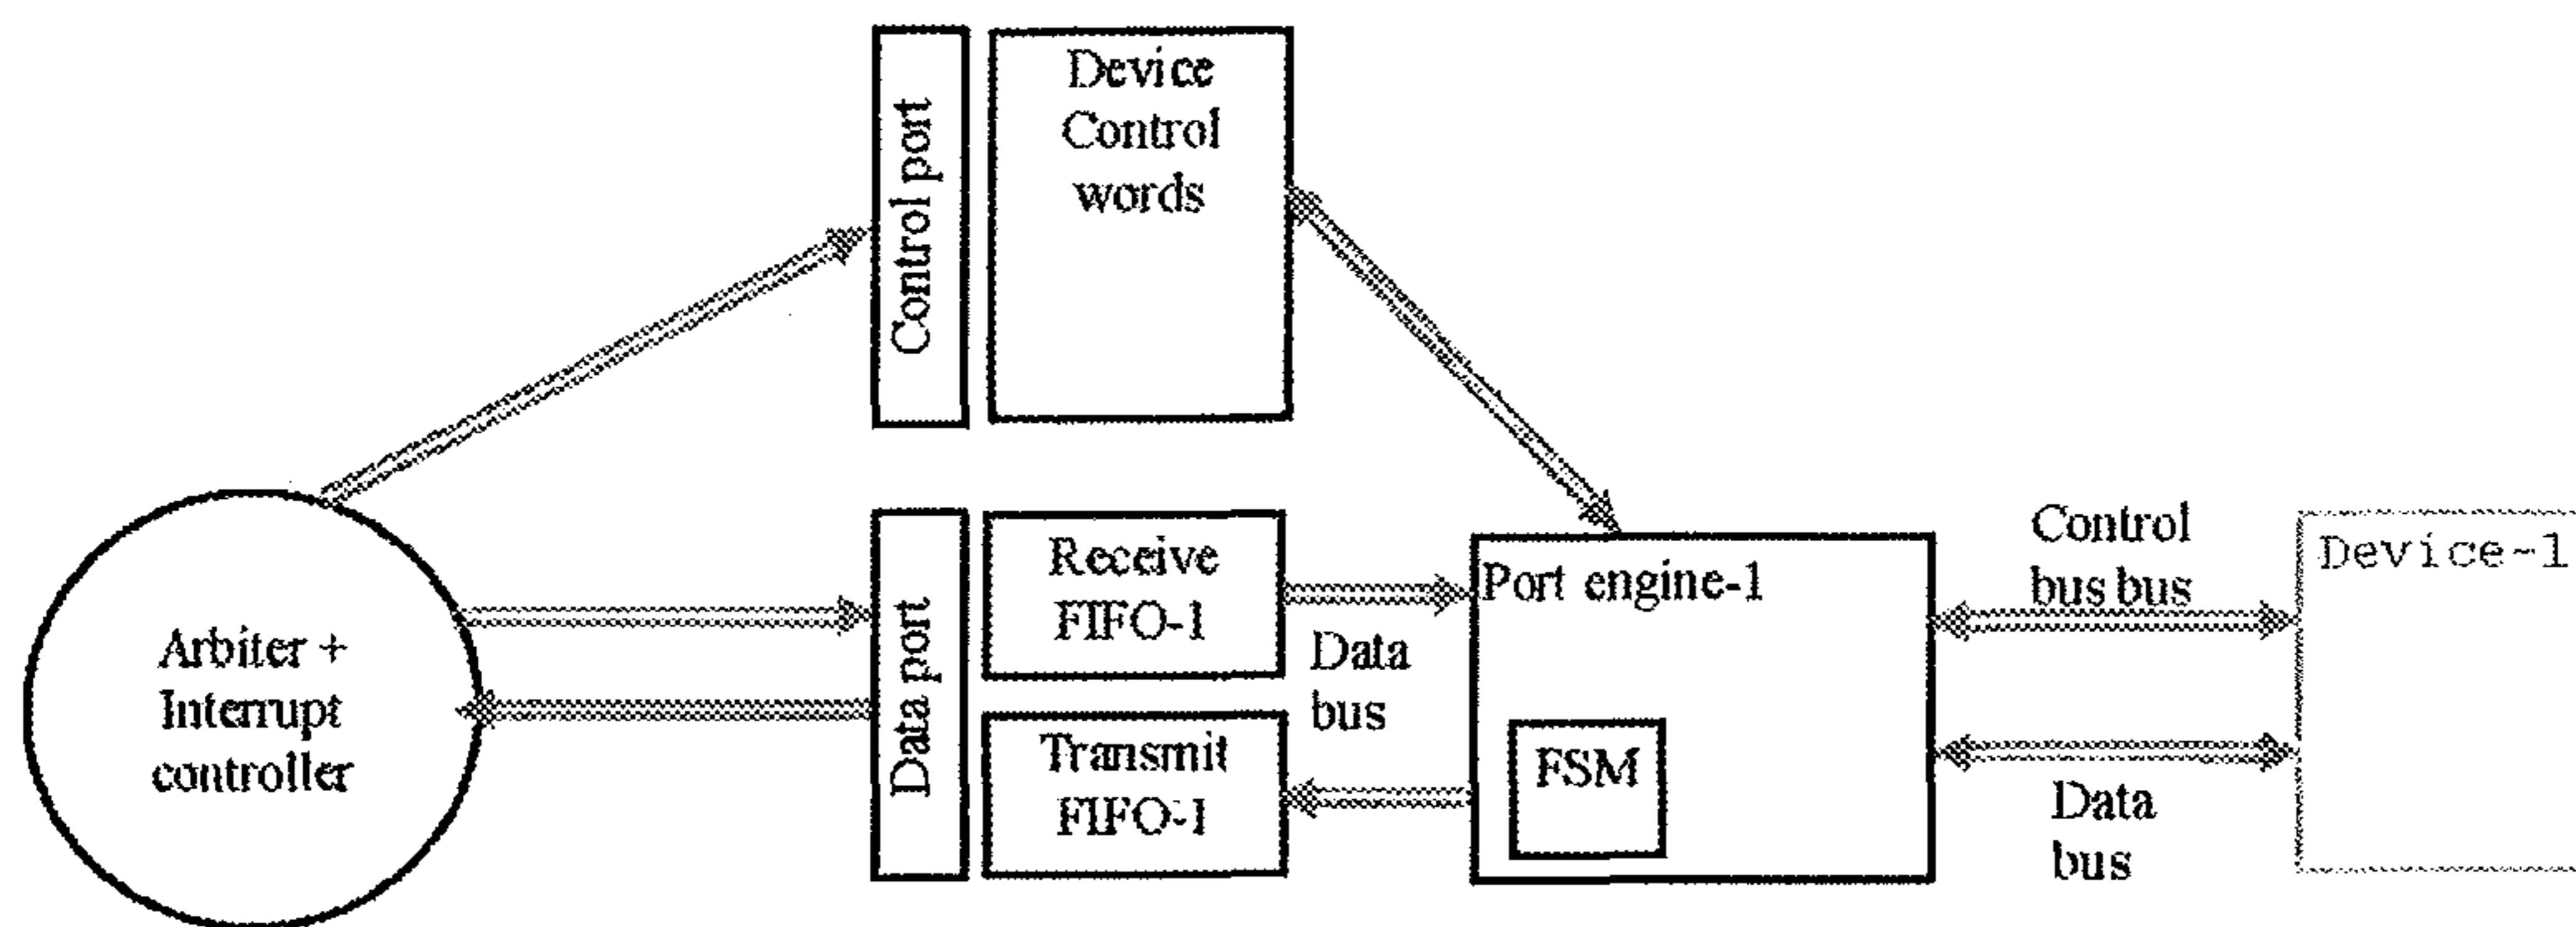 Device
Control
words
Control port
Arbiter +
Interrupt
controller
Data port
Receive
FIFO-1
Transmit
FIFO-1
Data
bus
Port engine-1
FSM
Control
bus bus
Data
bus
Device-1